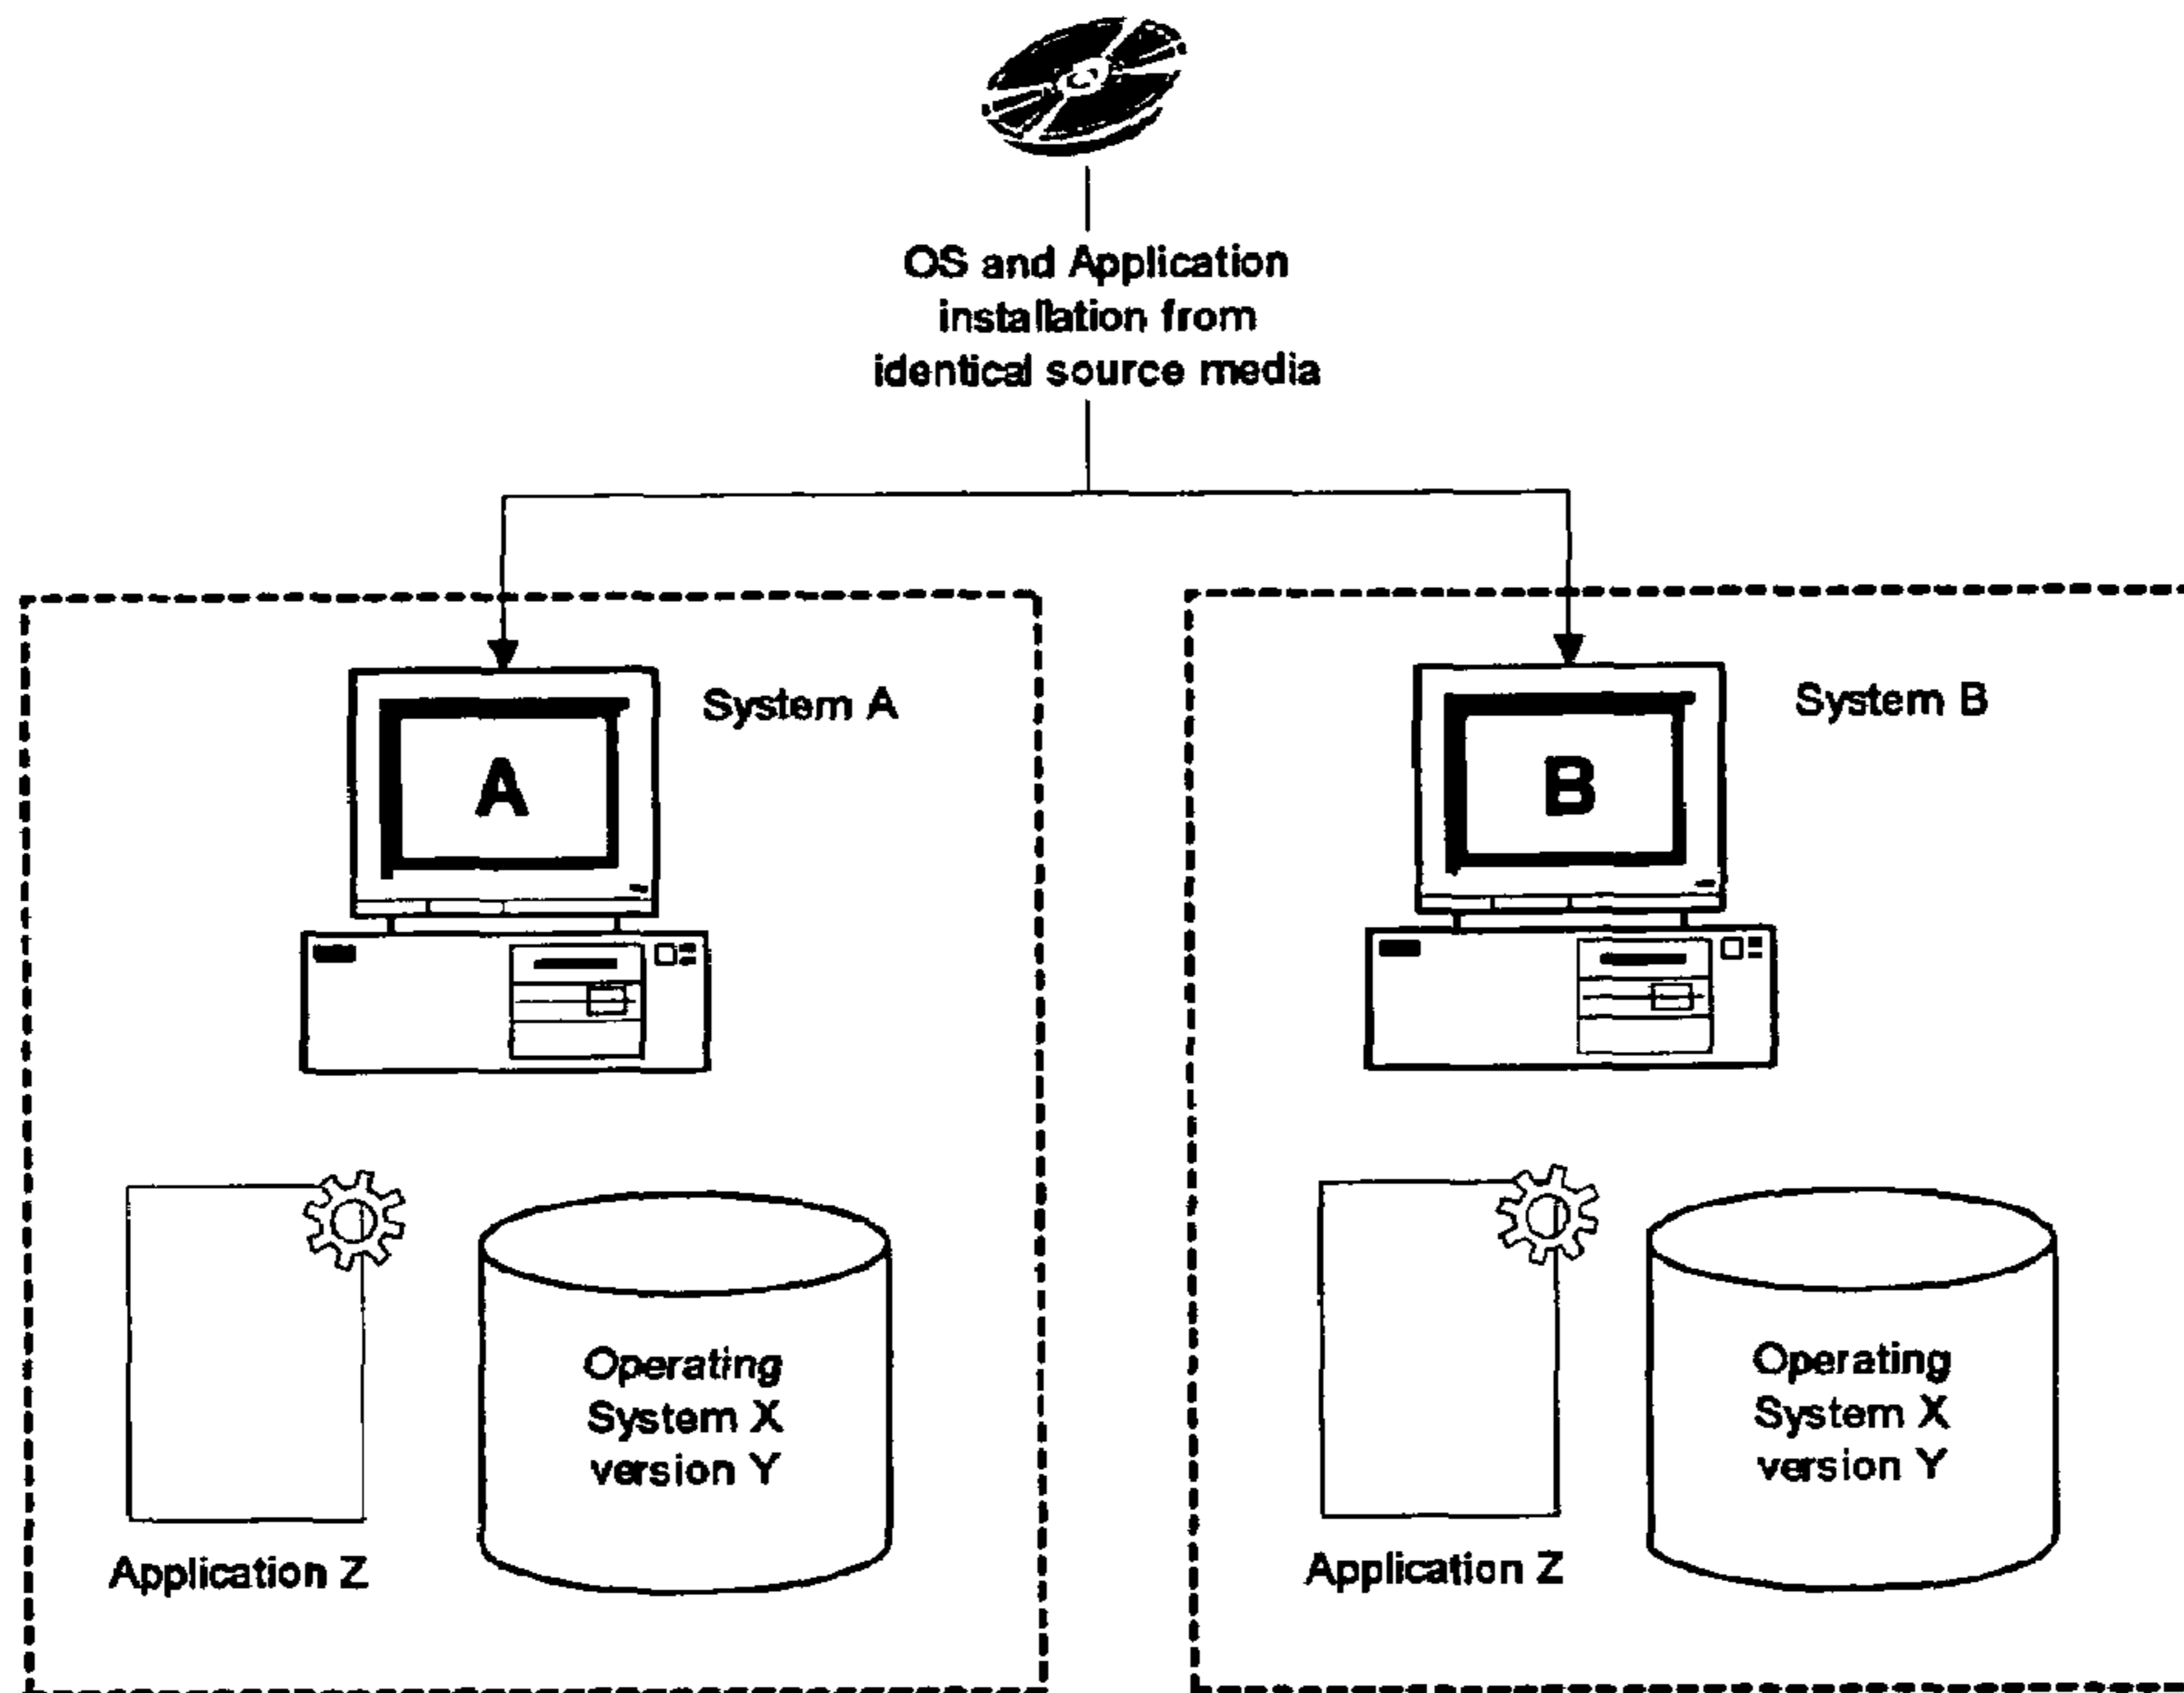 OS and Application
installation from
identical source media
System A
System B
A
B
Operating
System X
version Y
Operating
System X
version Y
Application Z
Application Z